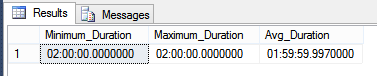 Results Messages
Minimum_Duration Maximum_Duration Avg_Duration
1 02:00:00.0000000 02:00:00.0000000 01:59:59.9970000